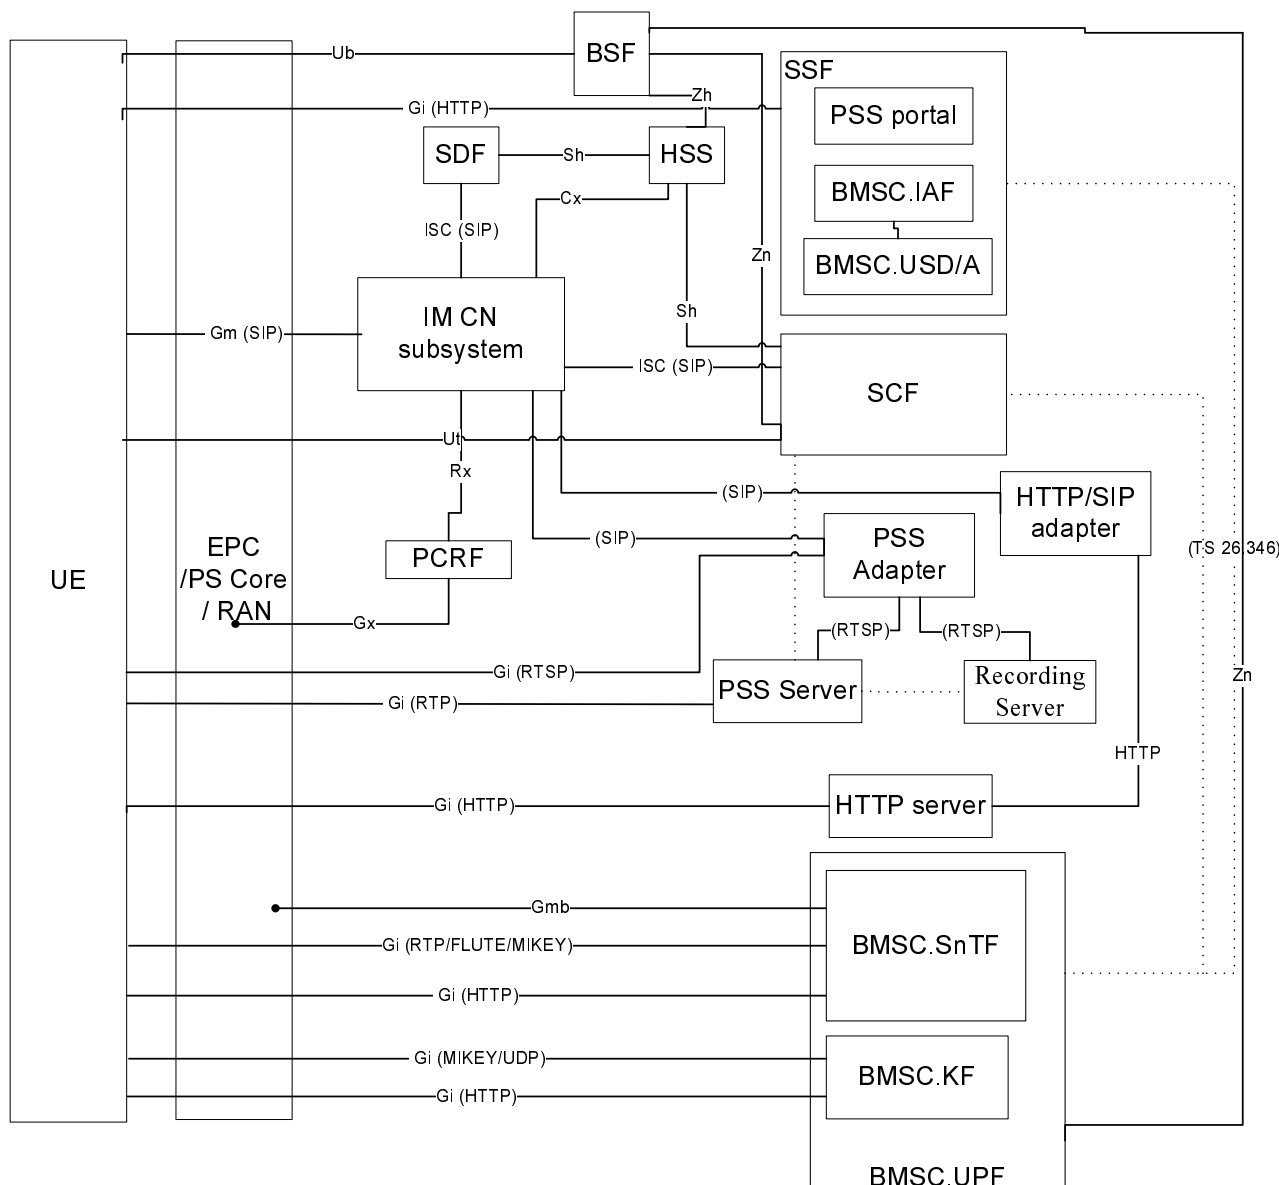 BSF
Ub
SSF
Zh
Gi (HTTP)
PSS portal
SDF
Sh
HSS
Cx
BMSC.IAF
ISC (SIP)
Zn
BMSC.USD/A
IM CN
subsystem
Sh
Gm (SIP)
ISC (SIP)
SCF
Ut
Rx
(SIP)
HTTP/SIP
adapter
(SIP)
PSS
Adapter
(TS 26.346)
EPC
/PS Core
/ RAN
UE
PCRF
Gx
(RTSP)
(RTSP)
Gi (RTSP)
PSS Server
Recording
Server
Zn
Gi (RTP)
HTTP
Gi (HTTP)
HTTP server
Gmb
Gi (RTP/FLUTE/MIKEY)
BMSC.SnTF
Gi (HTTP)
Gi (MIKEY/UDP)
BMSC.KF
Gi (HTTP)
BMSC.UPF